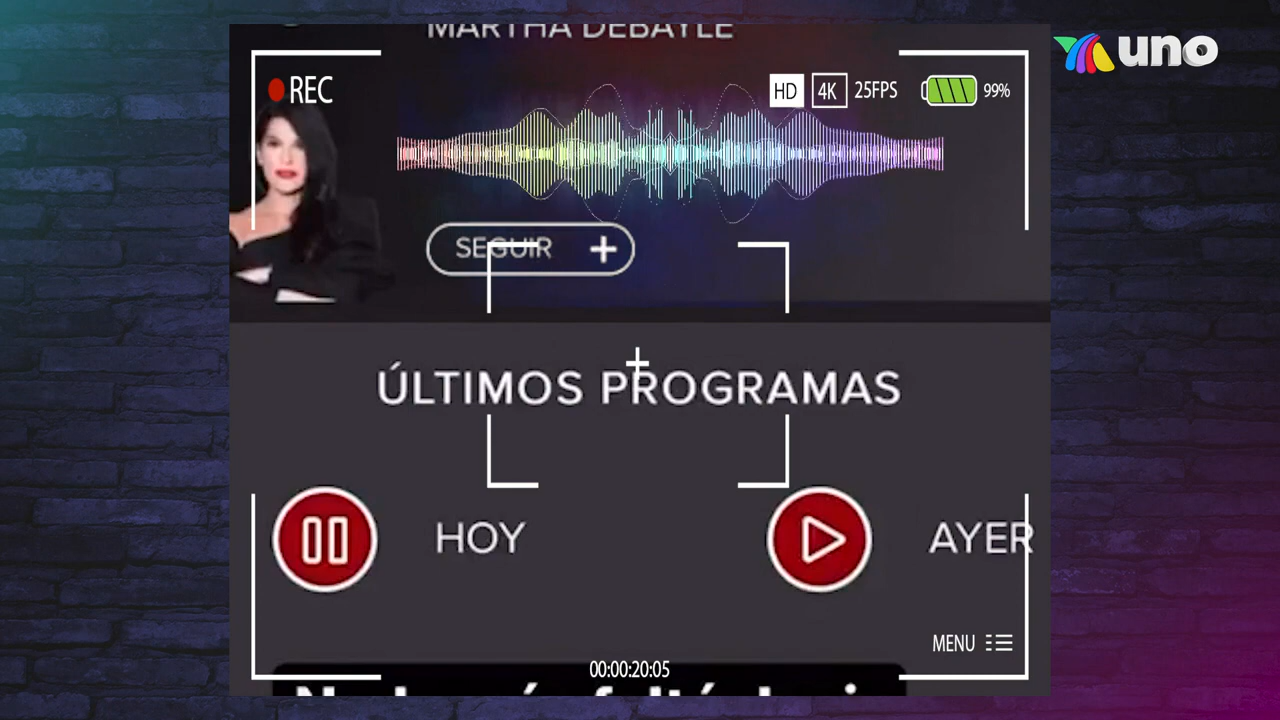 MARTHA DEBAYLE
uno
REC
HD 4K 25FPS 99%
SEGUIR +
ÚLTIMOS PROGRAMAS
HOY
AYER
MENU
00:00:20:05